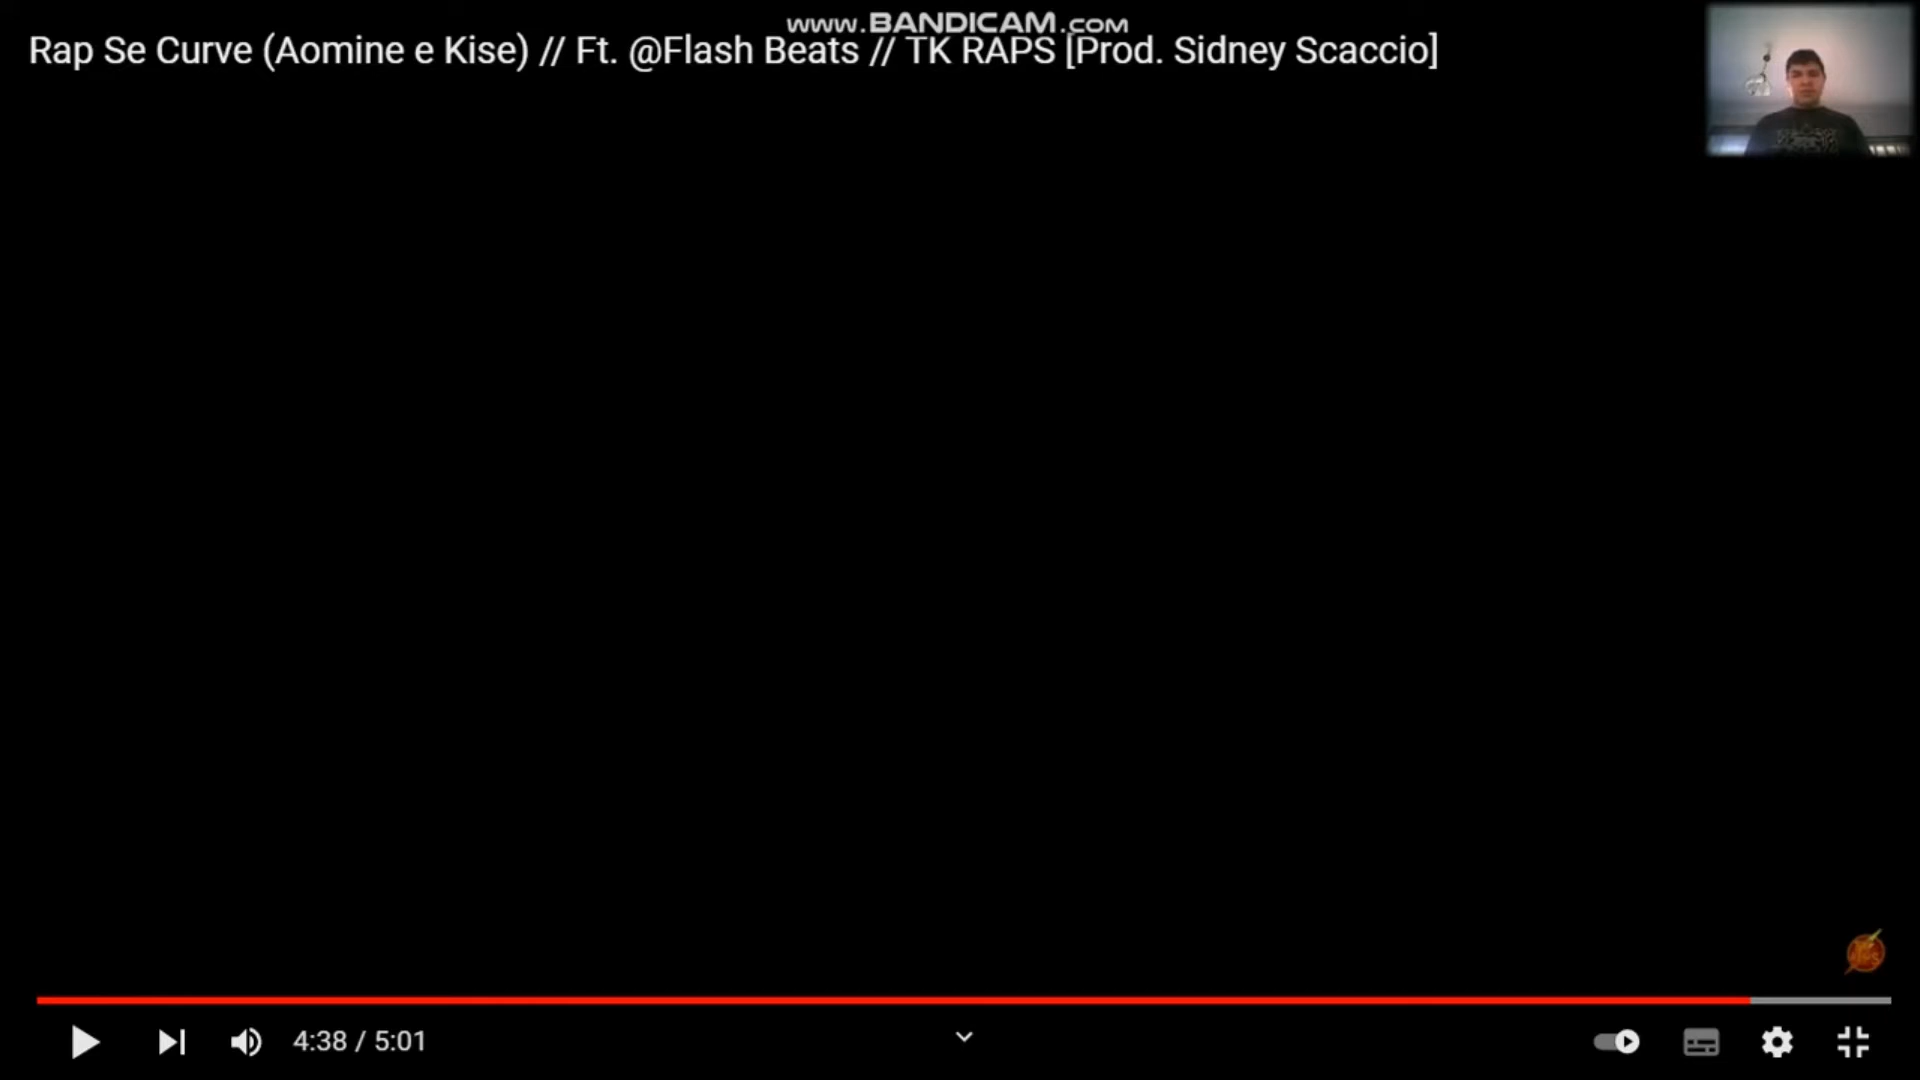 www.BANDICAM.com
Rap Se Curve (Aomine e Kise) // Ft. @Flash Beats // TK RAPS [Prod. Sidney Scaccio]
4:38 / 5:01